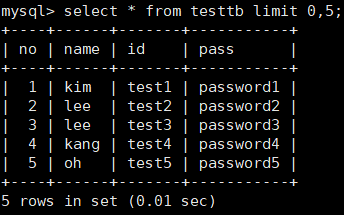 mysql> select * from testtb limit 0,5;
+----+------+-------+-----------+
| no | name | id    | pass      |
+----+------+-------+-----------+
|  1 | kim  | test1 | password1 |
|  2 | lee  | test2 | password2 |
|  3 | lee  | test3 | password3 |
|  4 | kang | test4 | password4 |
|  5 | oh   | test5 | password5 |
+----+------+-------+-----------+
5 rows in set (0.01 sec)